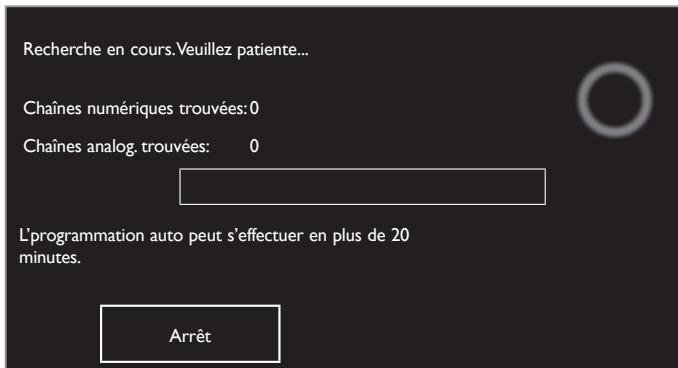 Recherche en cours.Veuillez patiente...
Chaînes numériques trouvées: 0
Chaînes analog. trouvées: 0
L'programmation auto peut s'effectuer en plus de 20
minutes.
Arrêt